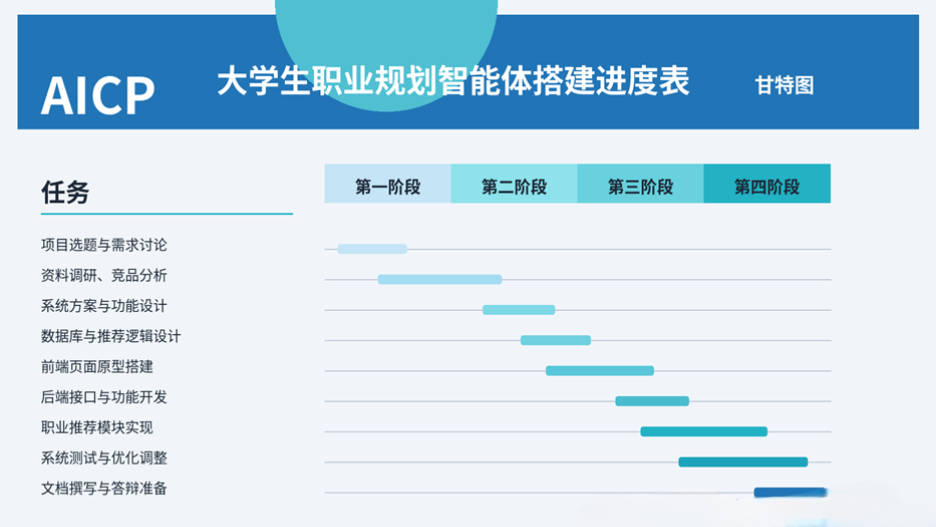 AICP
大学生职业规划智能体搭建进度表
甘特图
任务
第一阶段 第二阶段 第三阶段 第四阶段
项目选题与需求讨论
资料调研、竞品分析
系统方案与功能设计
数据库与推荐逻辑设计
前端页面原型搭建
后端接口与功能开发
职业推荐模块实现
系统测试与优化调整
文档撰写与答辩准备